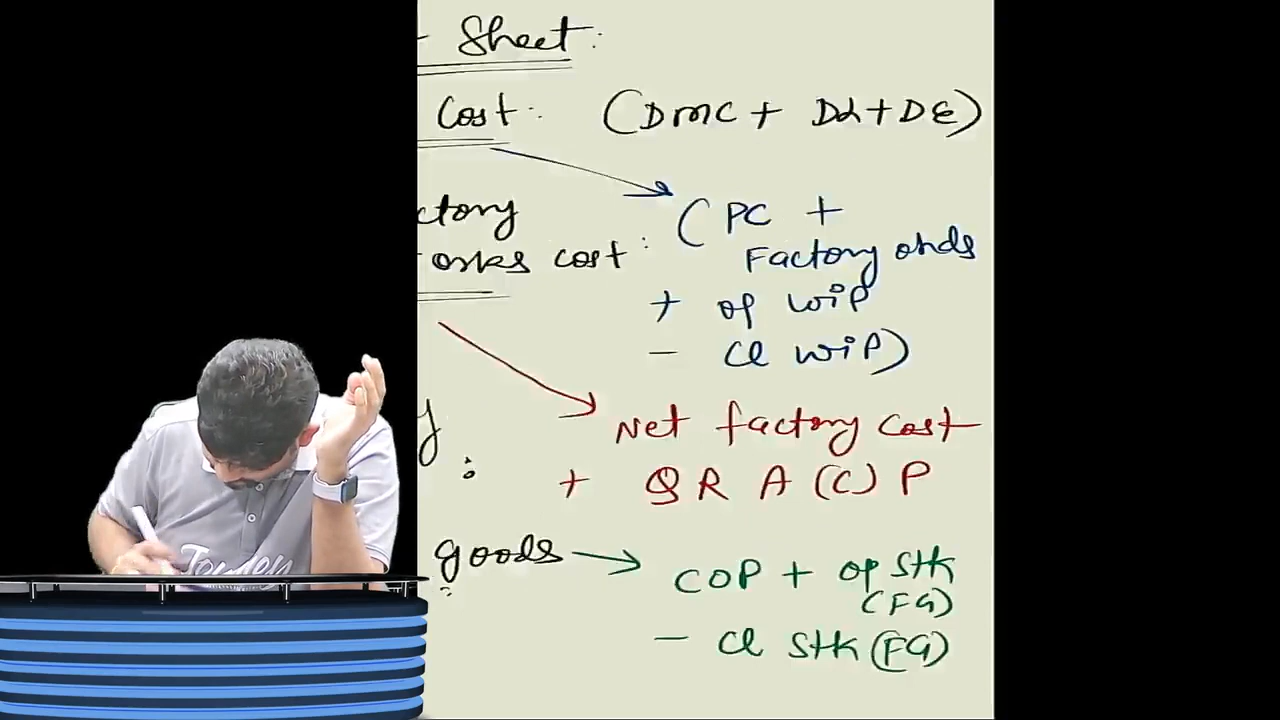 Sheet:
Cost: (DMC + DL + DE)
ctory (PC +
orks cost: Factory ohds
+ op WiP
- Cl WiP)
Net factory cost
y : + Q R A (C) P
goods → COP + op Stk
: (FG)
- Cl Stk (FG)